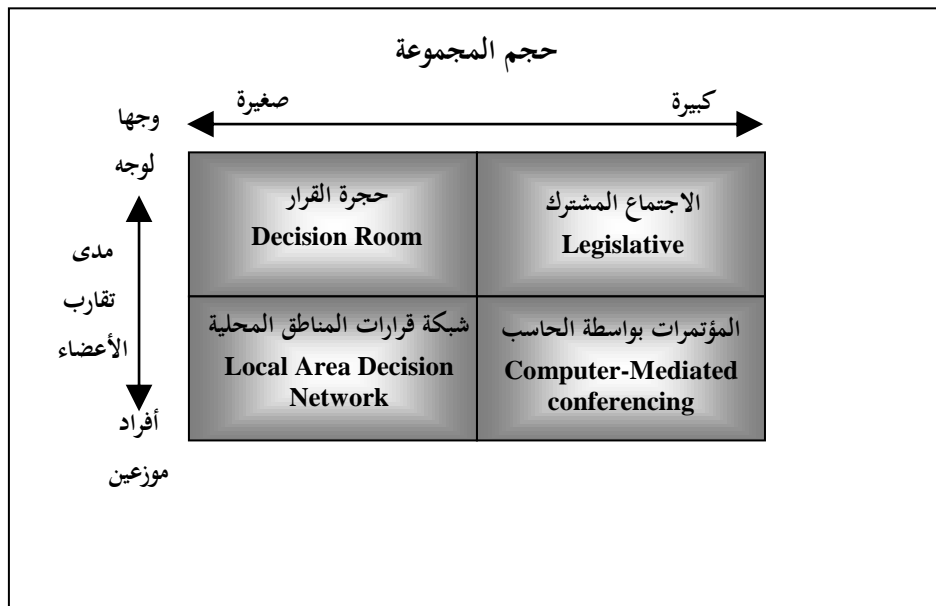 حجم المجموعة
كبيرة
صغيرة
وجها
لوجه
مدى
تقارب
الأعضاء
أفراد
موزعين
حجرة القرار
Decision Room
الاجتماع المشترك
Legislative
شبكة قرارات المناطق المحلية
Local Area Decision
Network
المؤتمرات بواسطة الحاسب
Computer-Mediated
conferencing